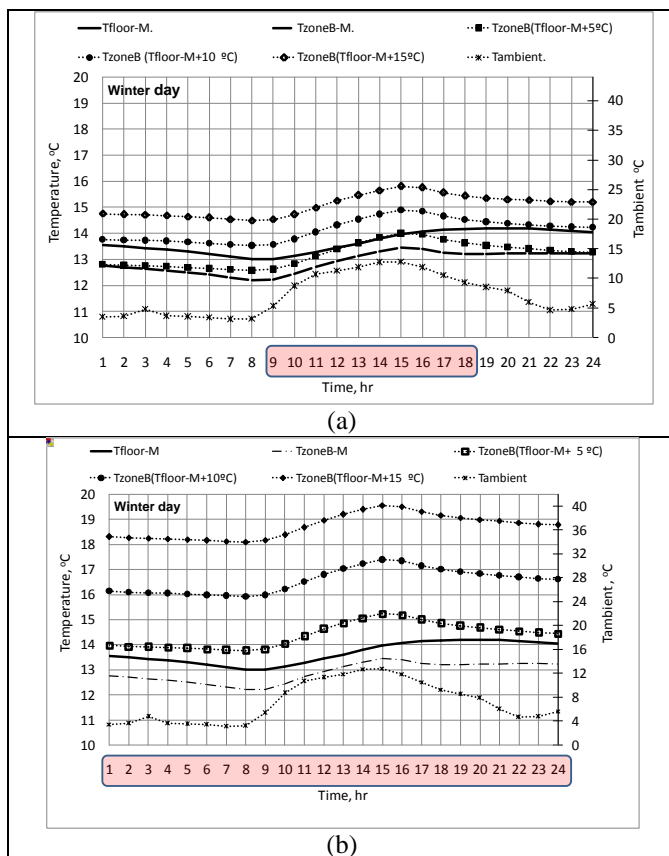 Tfloor-M. TzoneB-M. TzoneB(Tfloor-M+5ºC)
TzoneB (Tfloor-M+10 ºC) TzoneB(Tfloor-M+15ºC) Tambient.
Winter day
20
19
18
17
16
15
14
13
12
11
10
Temperature, ºC
40
35
30
25
20
15
10
5
0
Tambient ºC
1 2 3 4 5 6 7 8 9 10 11 12 13 14 15 16 17 18 19 20 21 22 23 24
Time, hr
(a)
Tfloor-M TzoneB-M TzoneB(Tfloor-M+ 5 ºC)
TzoneB(Tfloor-M+10ºC) TzoneB(Tfloor-M+15 ºC) Tambient
Winter day
20
19
18
17
16
15
14
13
12
11
10
Temperature, ºC
40
36
32
28
24
20
16
12
8
4
0
Tambient, ºC
1 2 3 4 5 6 7 8 9 10 11 12 13 14 15 16 17 18 19 20 21 22 23 24
Time, hr
(b)